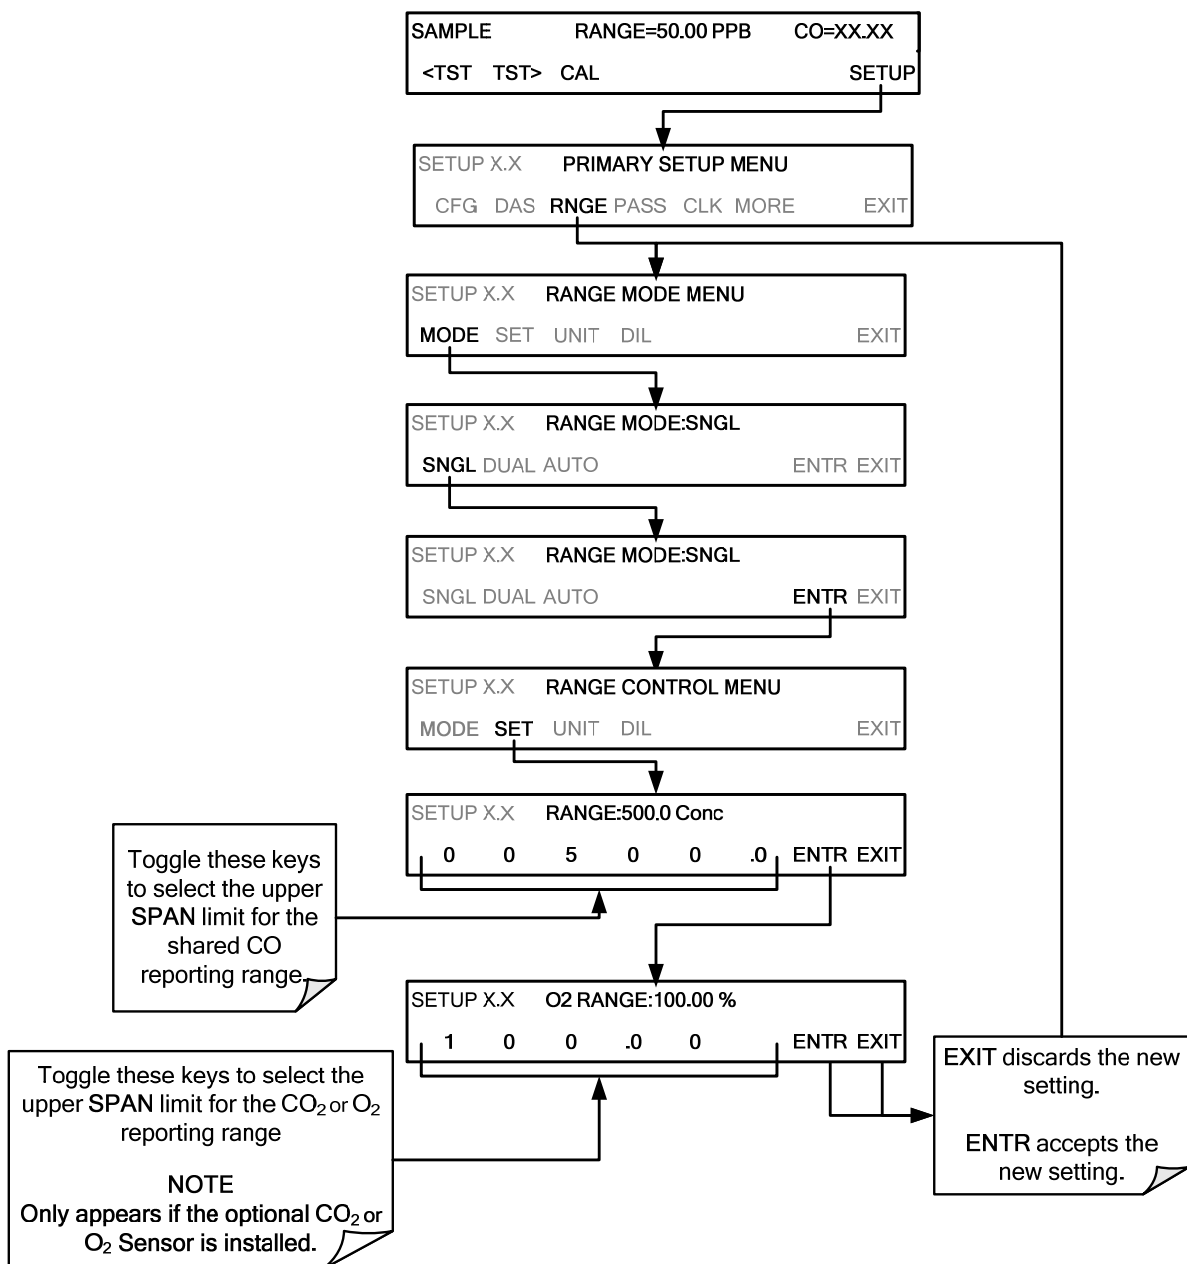 SAMPLE RANGE=50.00 PPB CO=XX.XX
<TST TST> CAL SETUP
SETUP X.X PRIMARY SETUP MENU
CFG DAS RNGE PASS CLK MORE EXIT
SETUP X.X RANGE MODE MENU
MODE SET UNIT DIL EXIT
SETUP X.X RANGE MODE:SNGL
SNGL DUAL AUTO ENTR EXIT
SETUP X.X RANGE MODE:SNGL
SNGL DUAL AUTO ENTR EXIT
SETUP X.X RANGE CONTROL MENU
MODE SET UNIT DIL EXIT
SETUP X.X RANGE:500.0 Conc
0 0 5 0 0 .0 ENTR EXIT
Toggle these keys
to select the upper
SPAN limit for the
shared CO
reporting range.
SETUP X.X O2 RANGE:100.00 %
1 0 0 .0 0 ENTR EXIT
Toggle these keys to select the
upper SPAN limit for the CO₂ or O₂
reporting range
NOTE
Only appears if the optional CO₂ or
O₂ Sensor is installed.
EXIT discards the new
setting.
ENTR accepts the
new setting.